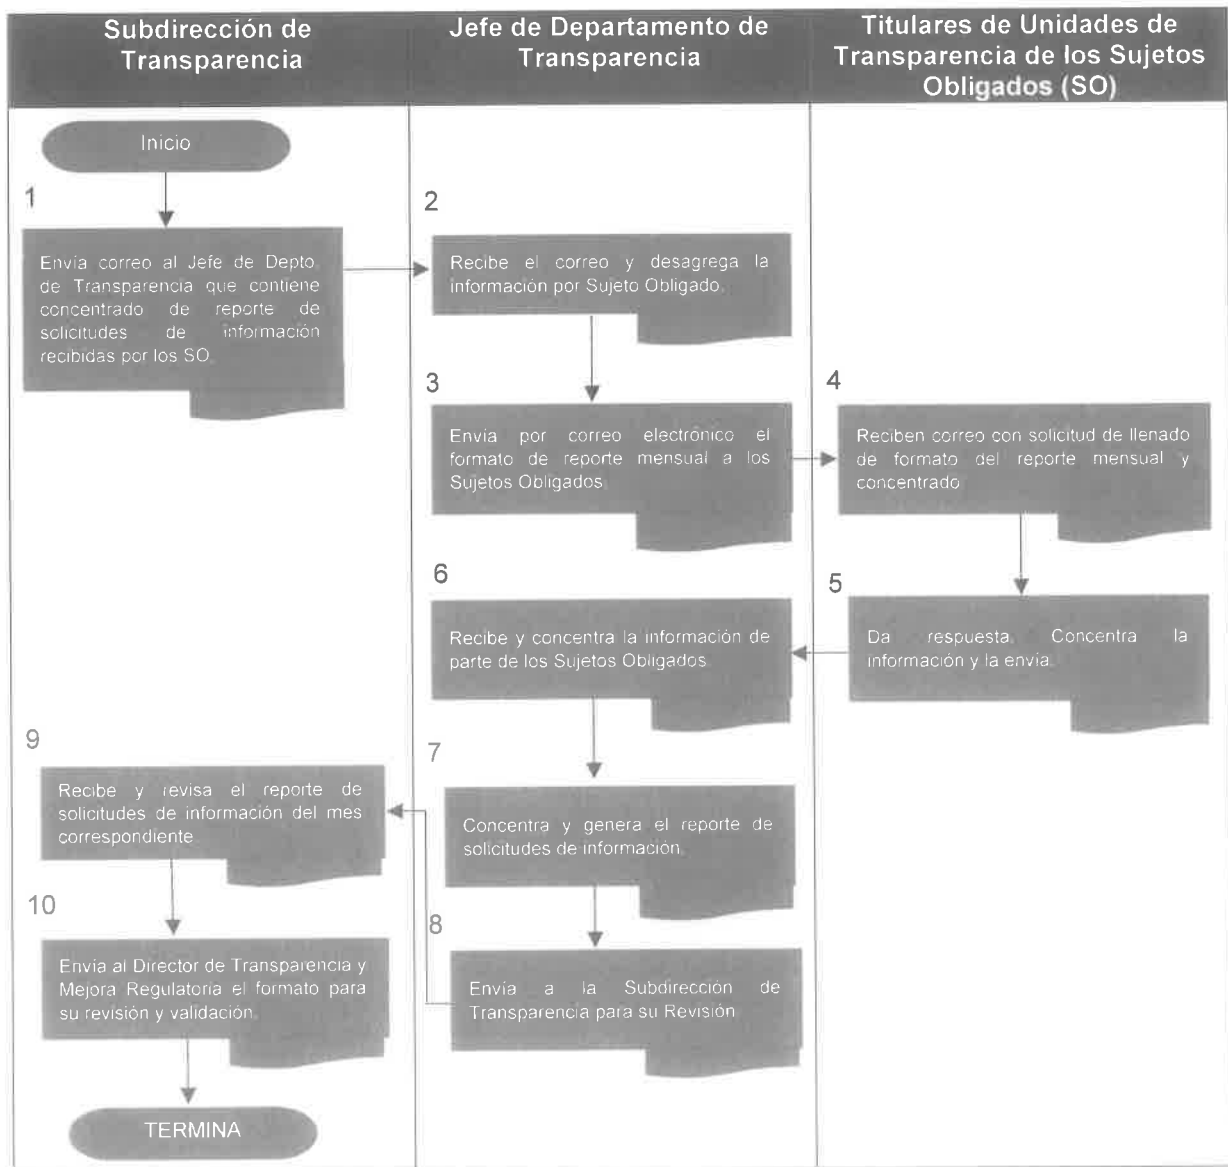 Subdirección de
Transparencia
Jefe de Departamento de
Transparencia
Titulares de Unidades de
Transparencia de los Sujetos
Obligados (SO)
Inicio
1
Envía correo al Jefe de Depto.
de Transparencia que contiene
concentrado de reporte de
solicitudes de información
recibidas por los SO.
2
Recibe el correo y desagrega la
información por Sujeto Obligado.
3
Envía por correo electrónico el
formato de reporte mensual a los
Sujetos Obligados
4
Reciben correo con solicitud de llenado
de formato del reporte mensual y
concentrado
5
Da respuesta. Concentra la
información y la envía.
6
Recibe y concentra la información de
parte de los Sujetos Obligados.
7
Concentra y genera el reporte de
solicitudes de información.
8
Envía a la Subdirección de
Transparencia para su Revisión
9
Recibe y revisa el reporte de
solicitudes de información del mes
correspondiente
10
Envía al Director de Transparencia y
Mejora Regulatoria el formato para
su revisión y validación.
TERMINA